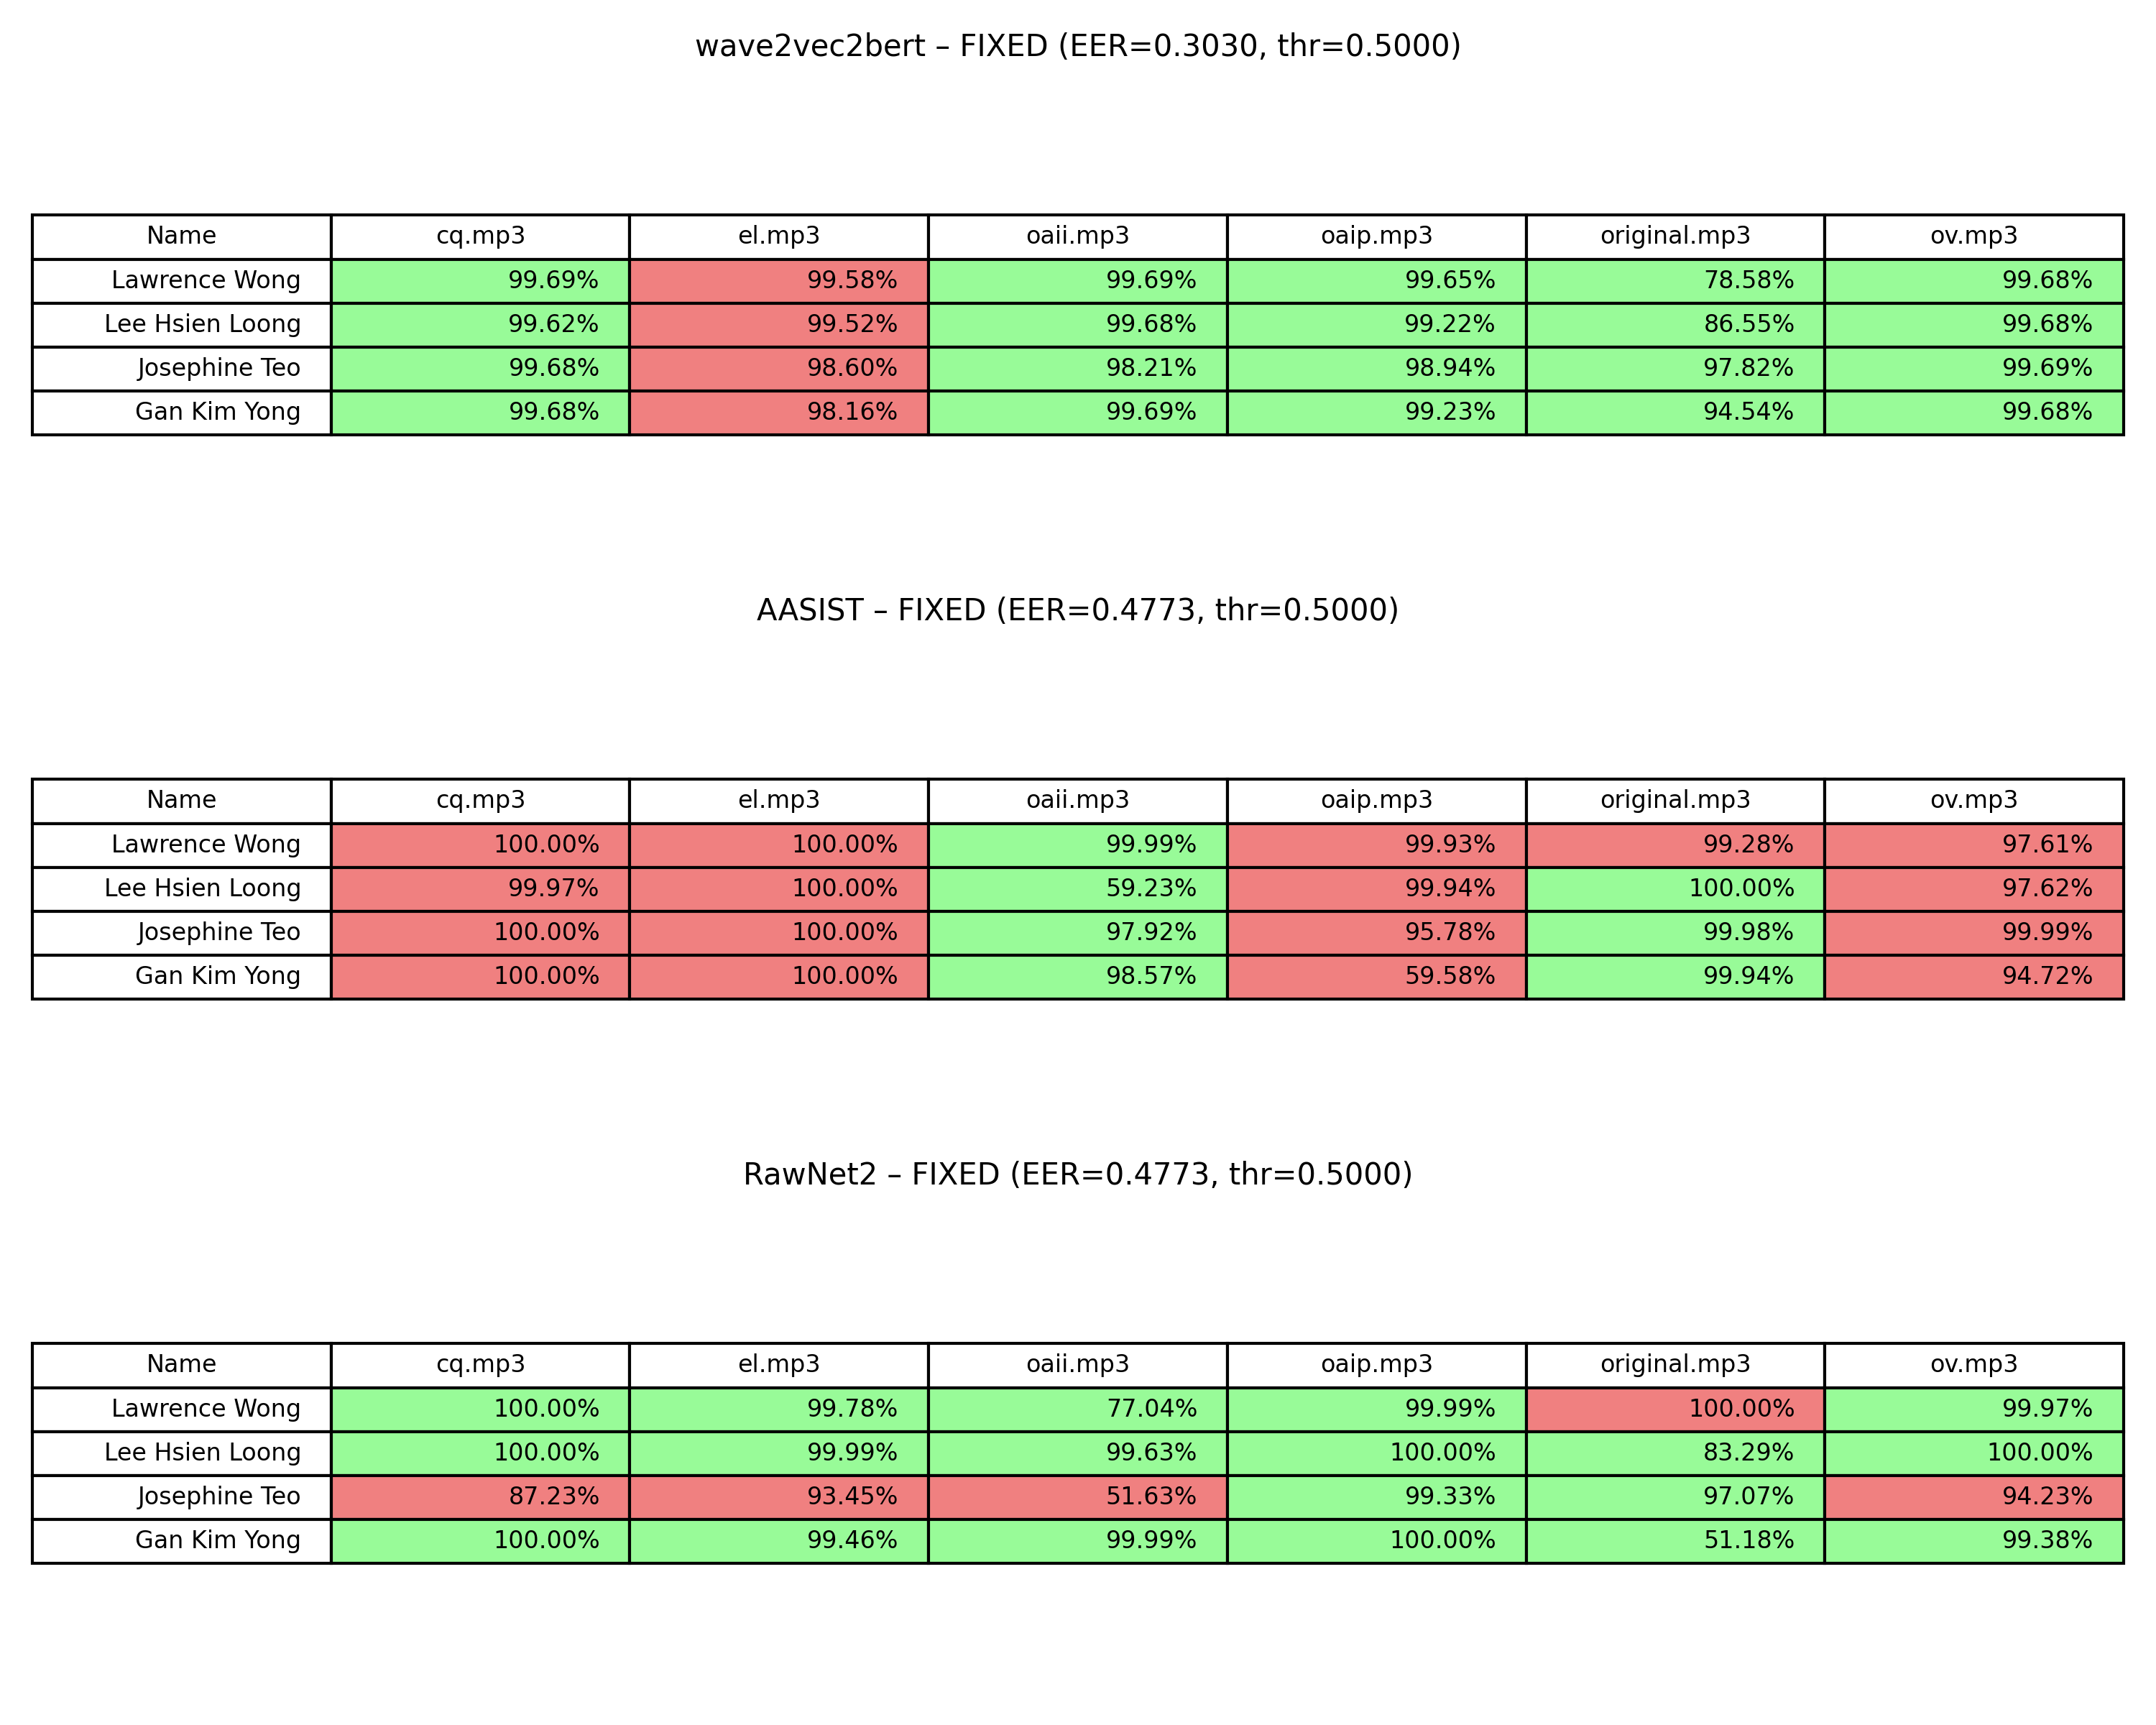 wave2vec2bert – FIXED (EER=0.3030, thr=0.5000)
Name cq.mp3 el.mp3 oaii.mp3 oaip.mp3 original.mp3 ov.mp3
Lawrence Wong 99.69% 99.58% 99.69% 99.65% 78.58% 99.68%
Lee Hsien Loong 99.62% 99.52% 99.68% 99.22% 86.55% 99.68%
Josephine Teo 99.68% 98.60% 98.21% 98.94% 97.82% 99.69%
Gan Kim Yong 99.68% 98.16% 99.69% 99.23% 94.54% 99.68%
AASIST – FIXED (EER=0.4773, thr=0.5000)
Name cq.mp3 el.mp3 oaii.mp3 oaip.mp3 original.mp3 ov.mp3
Lawrence Wong 100.00% 100.00% 99.99% 99.93% 99.28% 97.61%
Lee Hsien Loong 99.97% 100.00% 59.23% 99.94% 100.00% 97.62%
Josephine Teo 100.00% 100.00% 97.92% 95.78% 99.98% 99.99%
Gan Kim Yong 100.00% 100.00% 98.57% 59.58% 99.94% 94.72%
RawNet2 – FIXED (EER=0.4773, thr=0.5000)
Name cq.mp3 el.mp3 oaii.mp3 oaip.mp3 original.mp3 ov.mp3
Lawrence Wong 100.00% 99.78% 77.04% 99.99% 100.00% 99.97%
Lee Hsien Loong 100.00% 99.99% 99.63% 100.00% 83.29% 100.00%
Josephine Teo 87.23% 93.45% 51.63% 99.33% 97.07% 94.23%
Gan Kim Yong 100.00% 99.46% 99.99% 100.00% 51.18% 99.38%